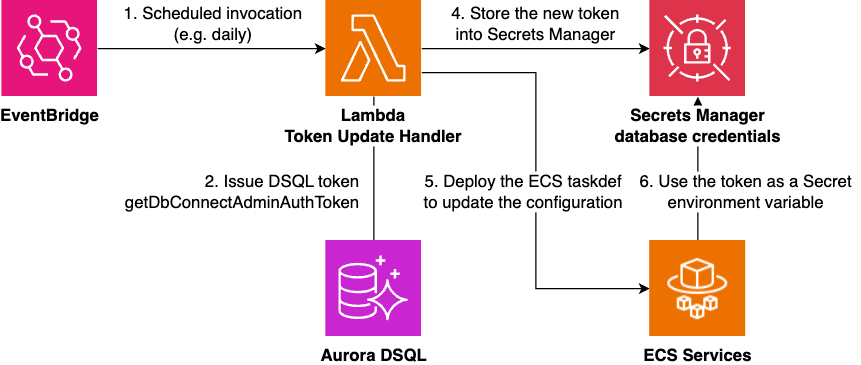 1. Scheduled invocation
(e.g. daily)
4. Store the new token
into Secrets Manager
EventBridge
Lambda
Token Update Handler
Secrets Manager
database credentials
2. Issue DSQL token
getDbConnectAdminAuthToken
5. Deploy the ECS taskdef
to update the configuration
6. Use the token as a Secret
environment variable
Aurora DSQL
ECS Services